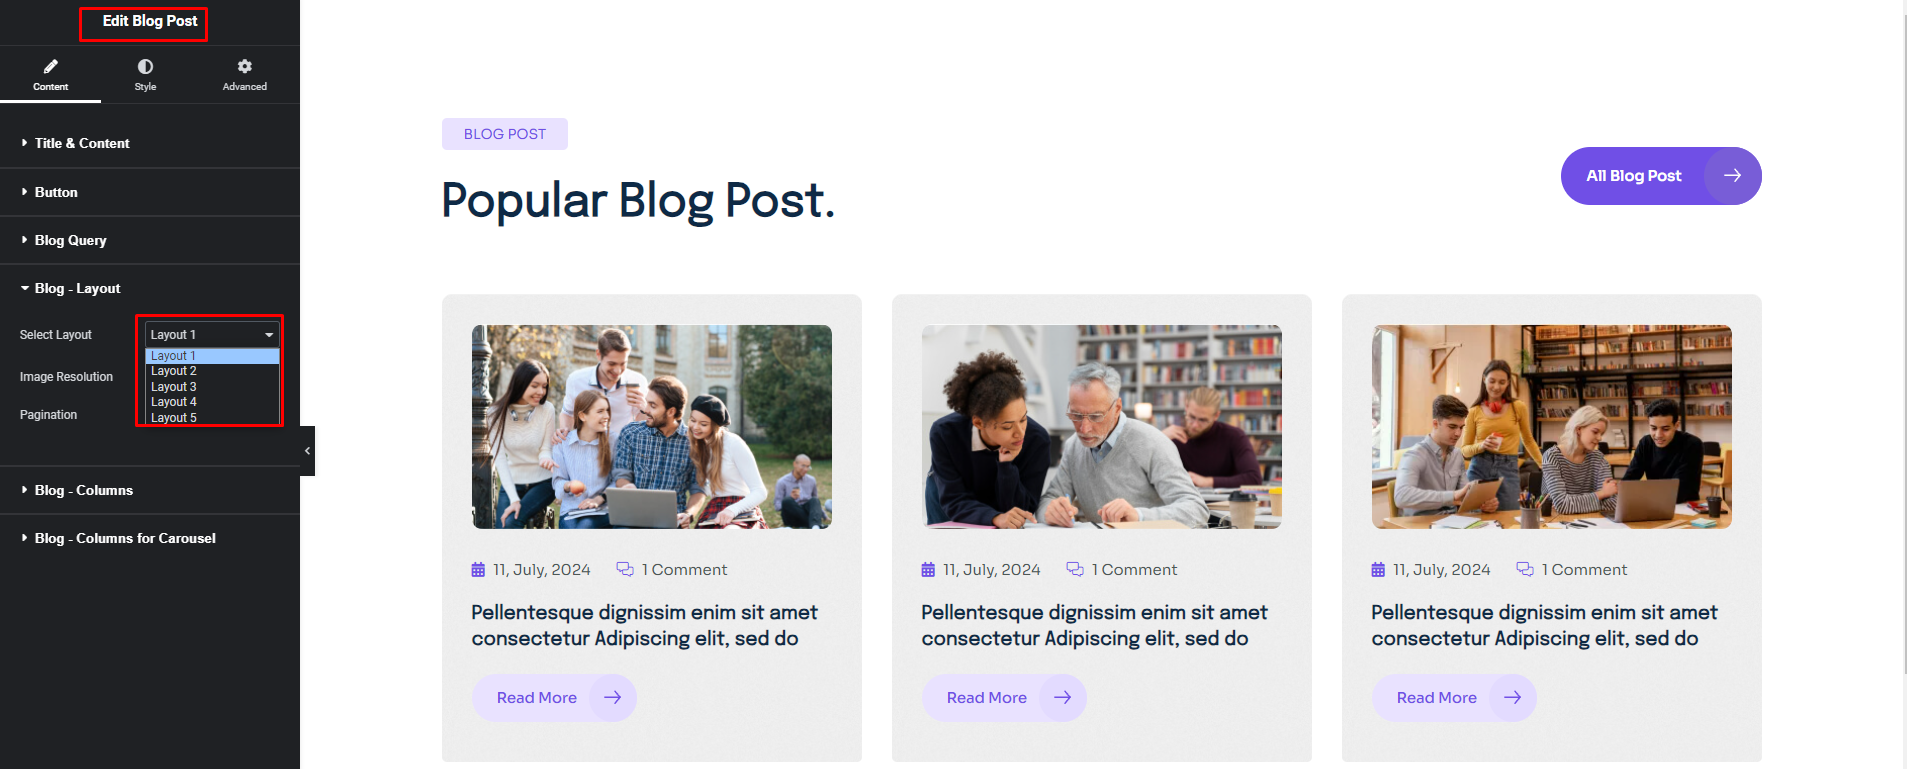 Edit Blog Post
Content
Style
Advanced
Title & Content
Button
Blog Query
Blog - Layout
Select Layout
Layout 1
Layout 1
Layout 2
Layout 3
Layout 4
Layout 5
Image Resolution
Pagination
Blog - Columns
Blog - Columns for Carousel
BLOG POST
Popular Blog Post.
All Blog Post
11, July, 2024
1 Comment
Pellentesque dignissim enim sit amet
consectetur Adipiscing elit, sed do
Read More
11, July, 2024
1 Comment
Pellentesque dignissim enim sit amet
consectetur Adipiscing elit, sed do
Read More
11, July, 2024
1 Comment
Pellentesque dignissim enim sit amet
consectetur Adipiscing elit, sed do
Read More